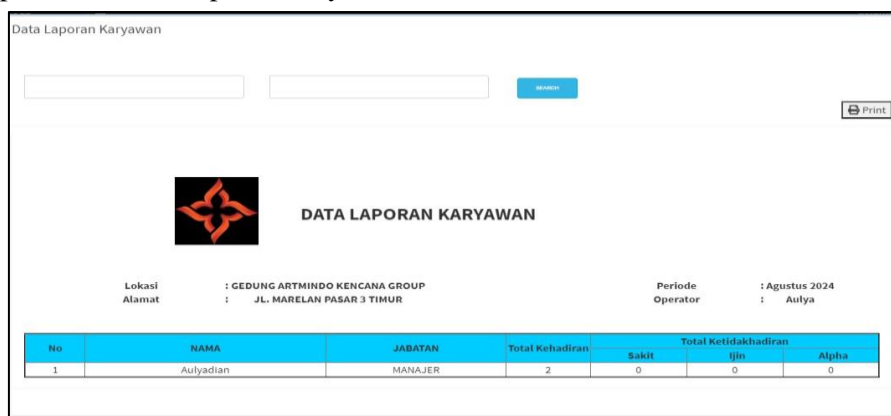 Data Laporan Karyawan
SEARCH
Print
DATA LAPORAN KARYAWAN
Lokasi : GEDUNG ARTMINDO KENCANA GROUP Periode : Agustus 2024
Alamat : JL. MARELAN PASAR 3 TIMUR Operator : Aulya
No NAMA JABATAN Total Kehadiran Total Ketidakhadiran
Sakit Ijin Alpha
1 Aulyadian MANAJER 2 0 0 0